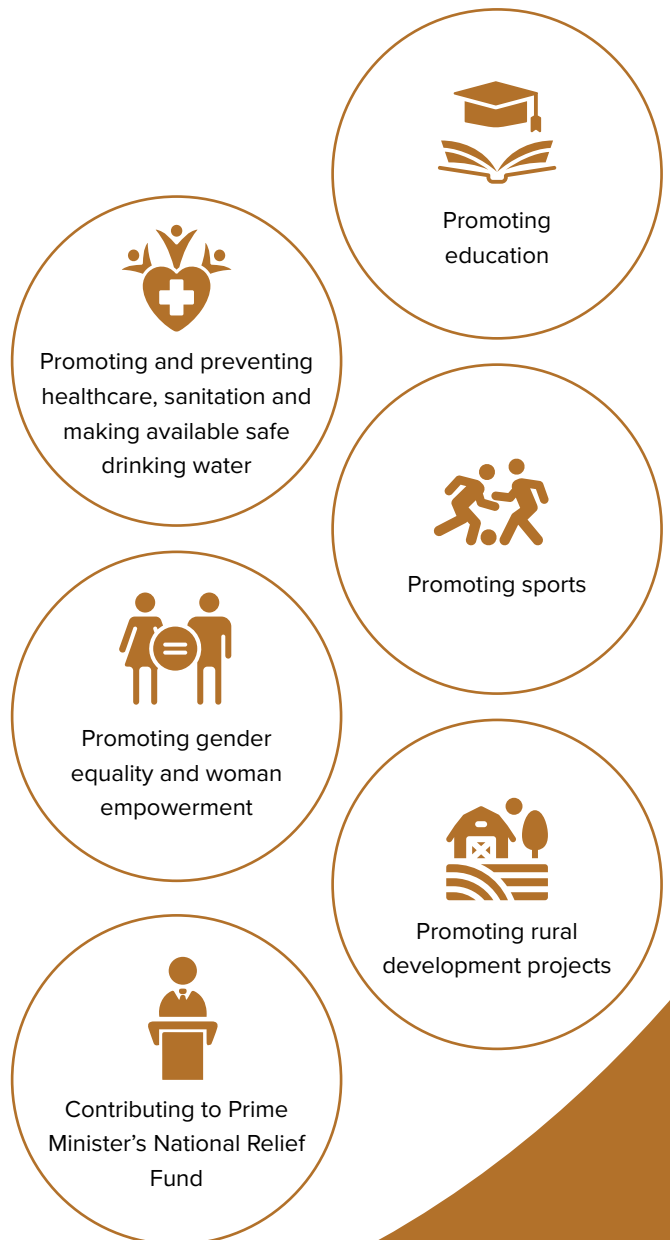 Promoting
education
Promoting and preventing
healthcare, sanitation and
making available safe
drinking water
Promoting sports
Promoting gender
equality and woman
empowerment
Promoting rural
development projects
Contributing to Prime
Minister’s National Relief
Fund